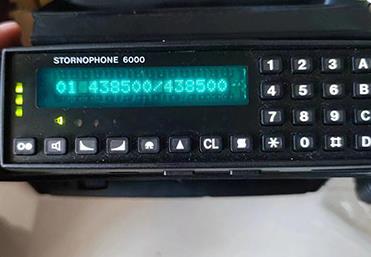 STORNOPHONE 6000
01 438500/438500
1 2 3 A
4 5 6 B
7 8 9 C
CL * 0 D